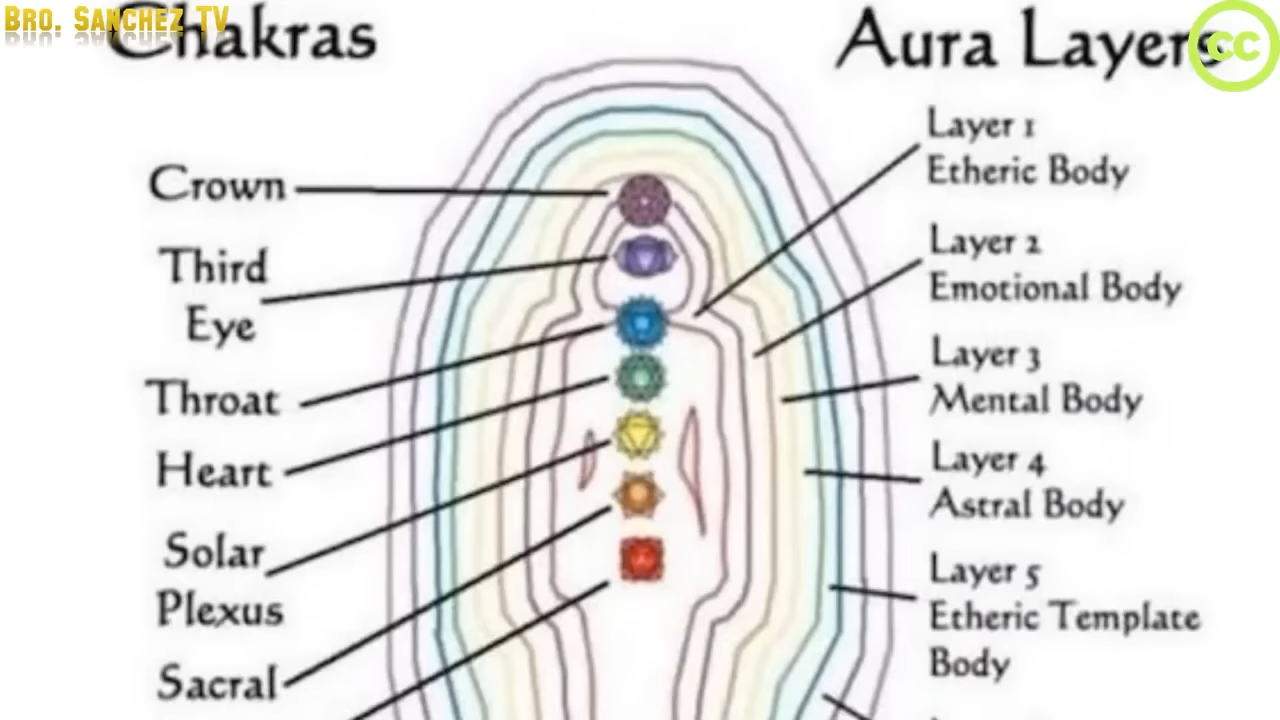 Bro. Sanchez TV
Chakras
Aura Layers
CC
Crown
Third
Eye
Throat
Heart
Solar
Plexus
Sacral
Layer 1
Etheric Body
Layer 2
Emotional Body
Layer 3
Mental Body
Layer 4
Astral Body
Layer 5
Etheric Template
Body